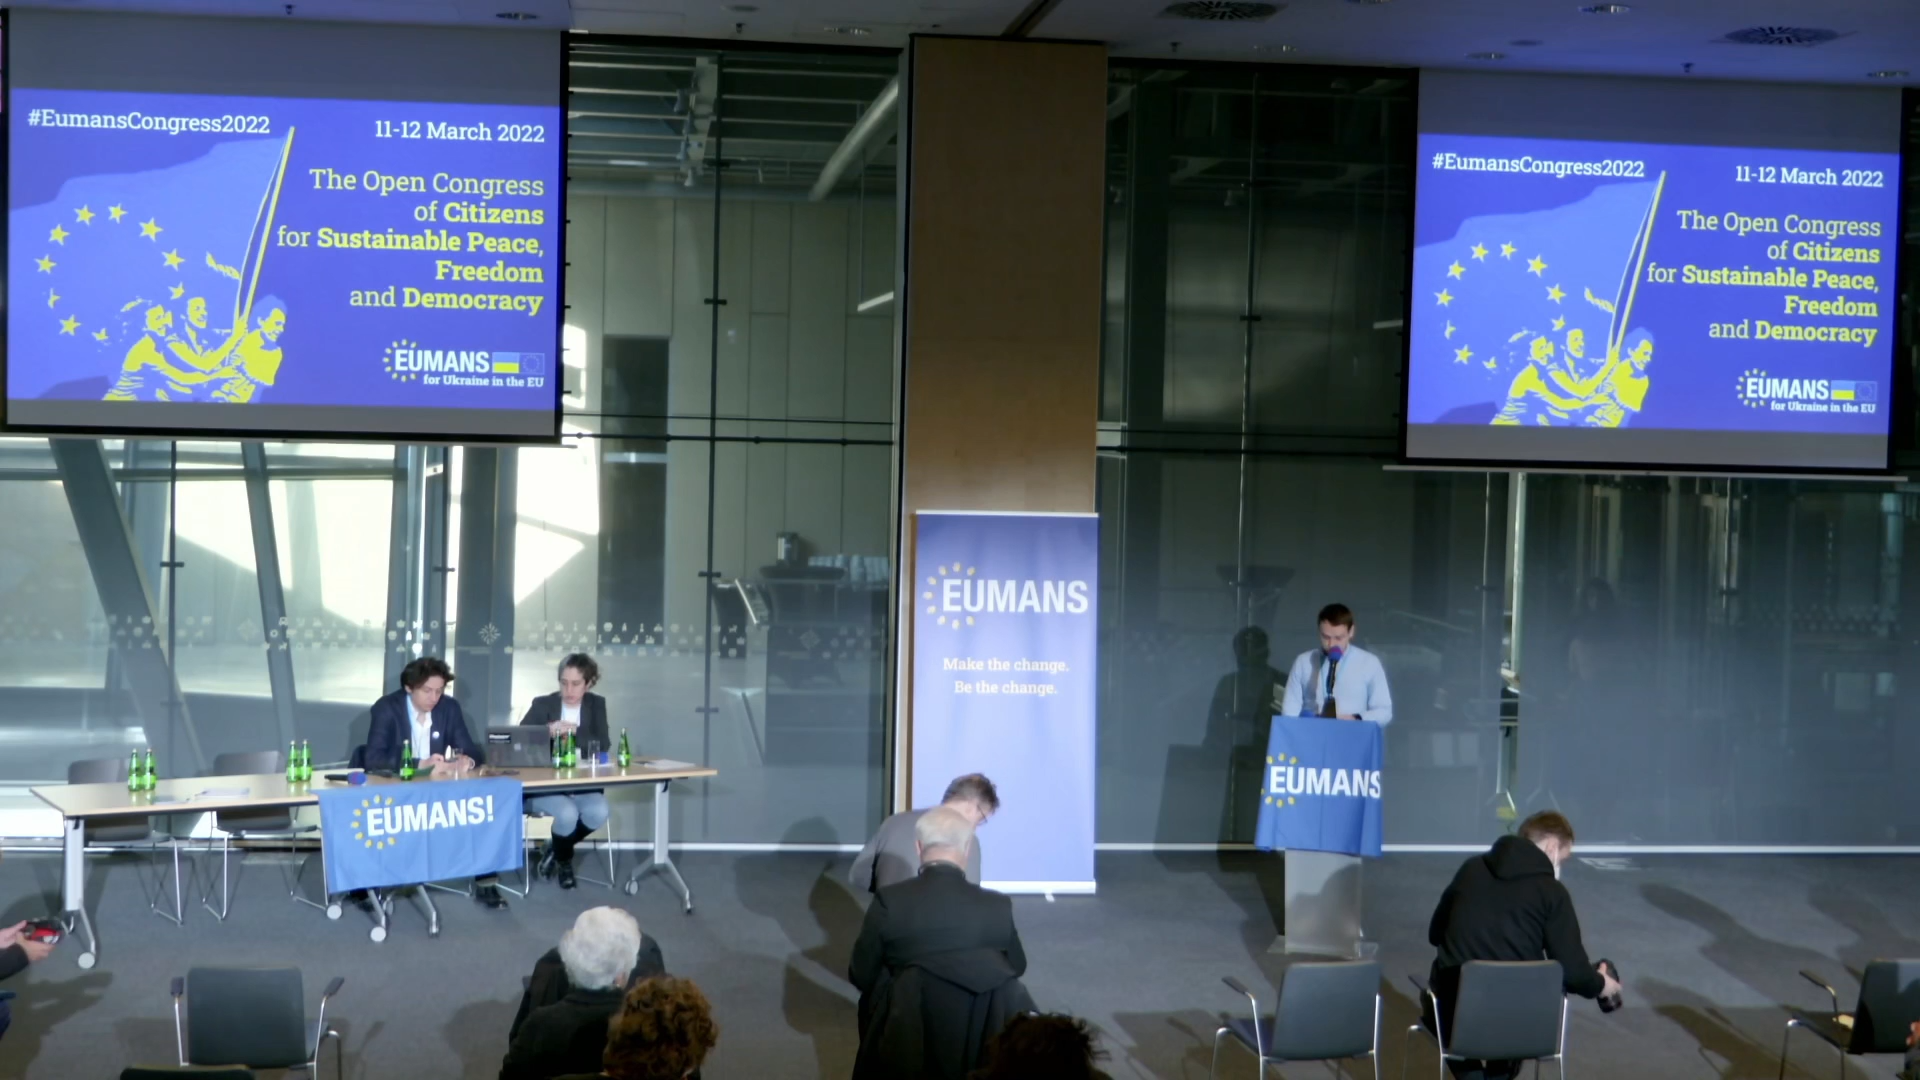 #EumansCongress2022
11-12 March 2022
The Open Congress
of Citizens
for Sustainable Peace,
Freedom
and Democracy
EUMANS
for Ukraine in the EU
#EumansCongress2022
11-12 March 2022
The Open Congress
of Citizens
for Sustainable Peace,
Freedom
and Democracy
EUMANS
for Ukraine in the EU
EUMANS
Make the change.
Be the change.
EUMANS
EUMANS!